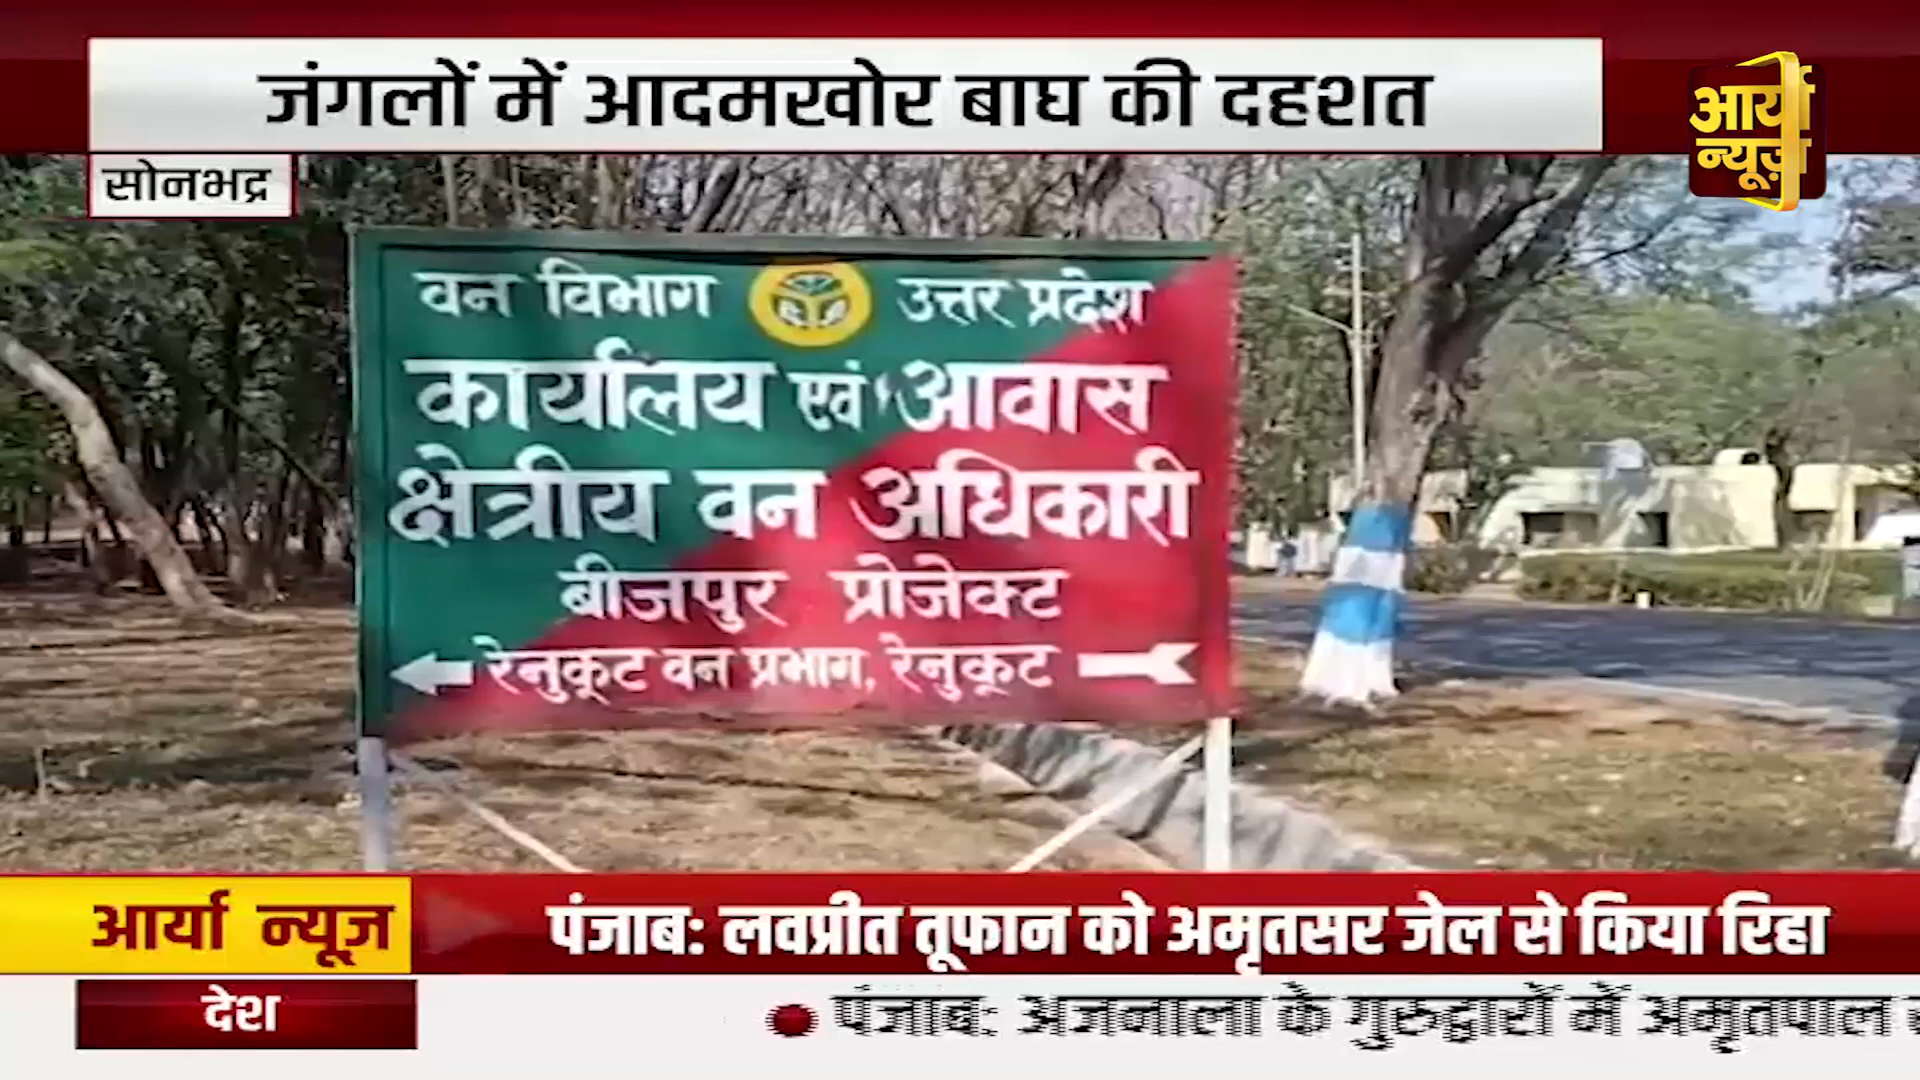 जंगलों में आदमखोर बाघ की दहशत
आर्या
न्यूज़
सोनभद्र
वन विभाग उत्तर प्रदेश
कार्यालय एवं आवास
क्षेत्रीय वन अधिकारी
बीजपुर प्रोजेक्ट
रेनुकूट वन प्रभाग, रेनुकूट
आर्या न्यूज़
पंजाब: लवप्रीत तूफान को अमृतसर जेल से किया रिहा
देश
पंजाब: अजनाला के गुरुद्वारों में अमृतपाल